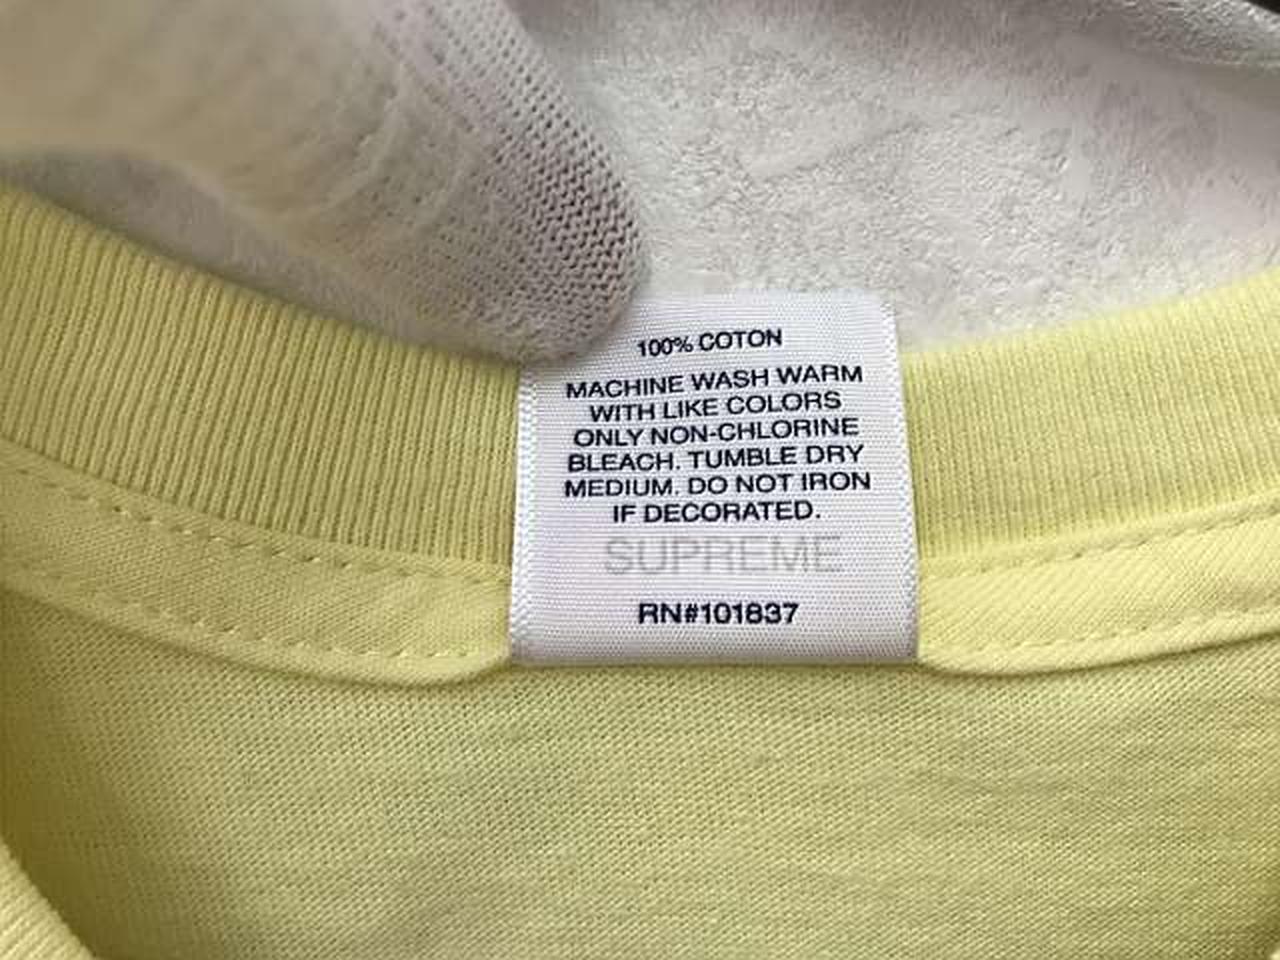 100% COTON
MACHINE WASH WARM
WITH LIKE COLORS
ONLY NON-CHLORINE
BLEACH. TUMBLE DRY
MEDIUM. DO NOT IRON
IF DECORATED.
SUPREME
RN#101837